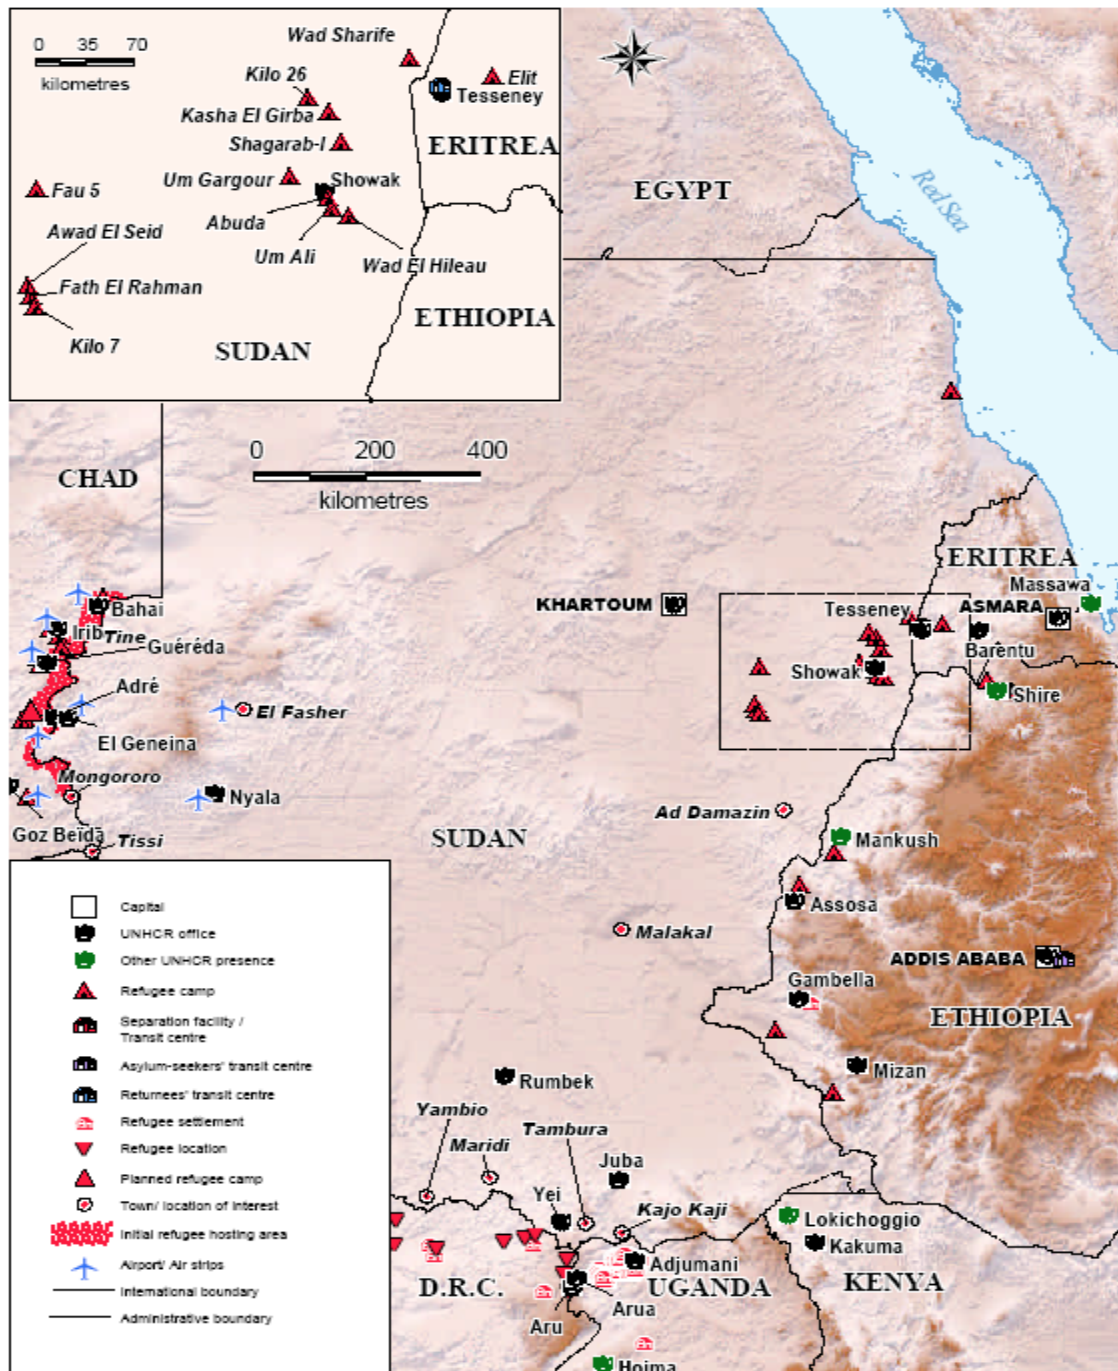 0 35 70
kilometres
Wad Sharife
Kilo 26
Elit
Tesseney
Kasha El Girba
Shagarab-I
ERITREA
Um Gargour
Showak
Fau 5
Abuda
Awad El Seid
Um Ali
Wad El Hileau
Fath El Rahman
ETHIOPIA
Kilo 7
SUDAN
EGYPT
Red Sea
0 200 400
kilometres
CHAD
ERITREA
Massawa
Bahai
KHARTOUM
Tesseney
ASMARA
Irib
Tine
Guéréda
Barentu
Showak
Adré
Shire
El Fasher
El Geneina
Mongororo
Nyala
Ad Damazin
Goz Beïda
Tissi
SUDAN
Mankush
Assosa
Malakal
ADDIS ABABA
Gambella
ETHIOPIA
Mizan
Rumbek
Yambio
Tambura
Maridi
Juba
Yei
Kajo Kaji
Lokichoggio
Kakuma
Adjumani
D.R.C.
UGANDA
KENYA
Arua
Aru
Hoima
Capital
UNHCR office
Other UNHCR presence
Refugee camp
Separation facility /
Transit centre
Asylum-seekers' transit centre
Returnees' transit centre
Refugee settlement
Refugee location
Planned refugee camp
Town/ location of interest
Initial refugee hosting area
Airport/ Air strips
International boundary
Administrative boundary